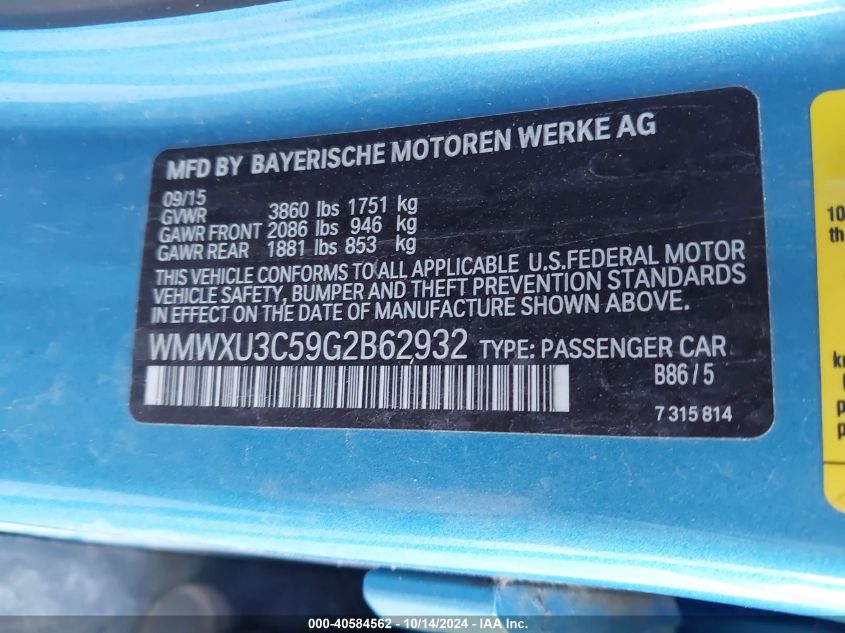 MFD BY BAYERISCHE MOTOREN WERKE AG
09/15
GVWR 3860 lbs 1751 kg
GAWR FRONT 2086 lbs 946 kg
GAWR REAR 1881 lbs 853 kg
THIS VEHICLE CONFORMS TO ALL APPLICABLE U.S.FEDERAL MOTOR
VEHICLE SAFETY, BUMPER AND THEFT PREVENTION STANDARDS
IN EFFECT ON THE DATE OF MANUFACTURE SHOWN ABOVE.
WMWXU3C59G2B62932 TYPE: PASSENGER CAR
B86/5
7 315 814
10
th
k
p
p
000-40584562 | 10/14/2024 | IAAI Inc.